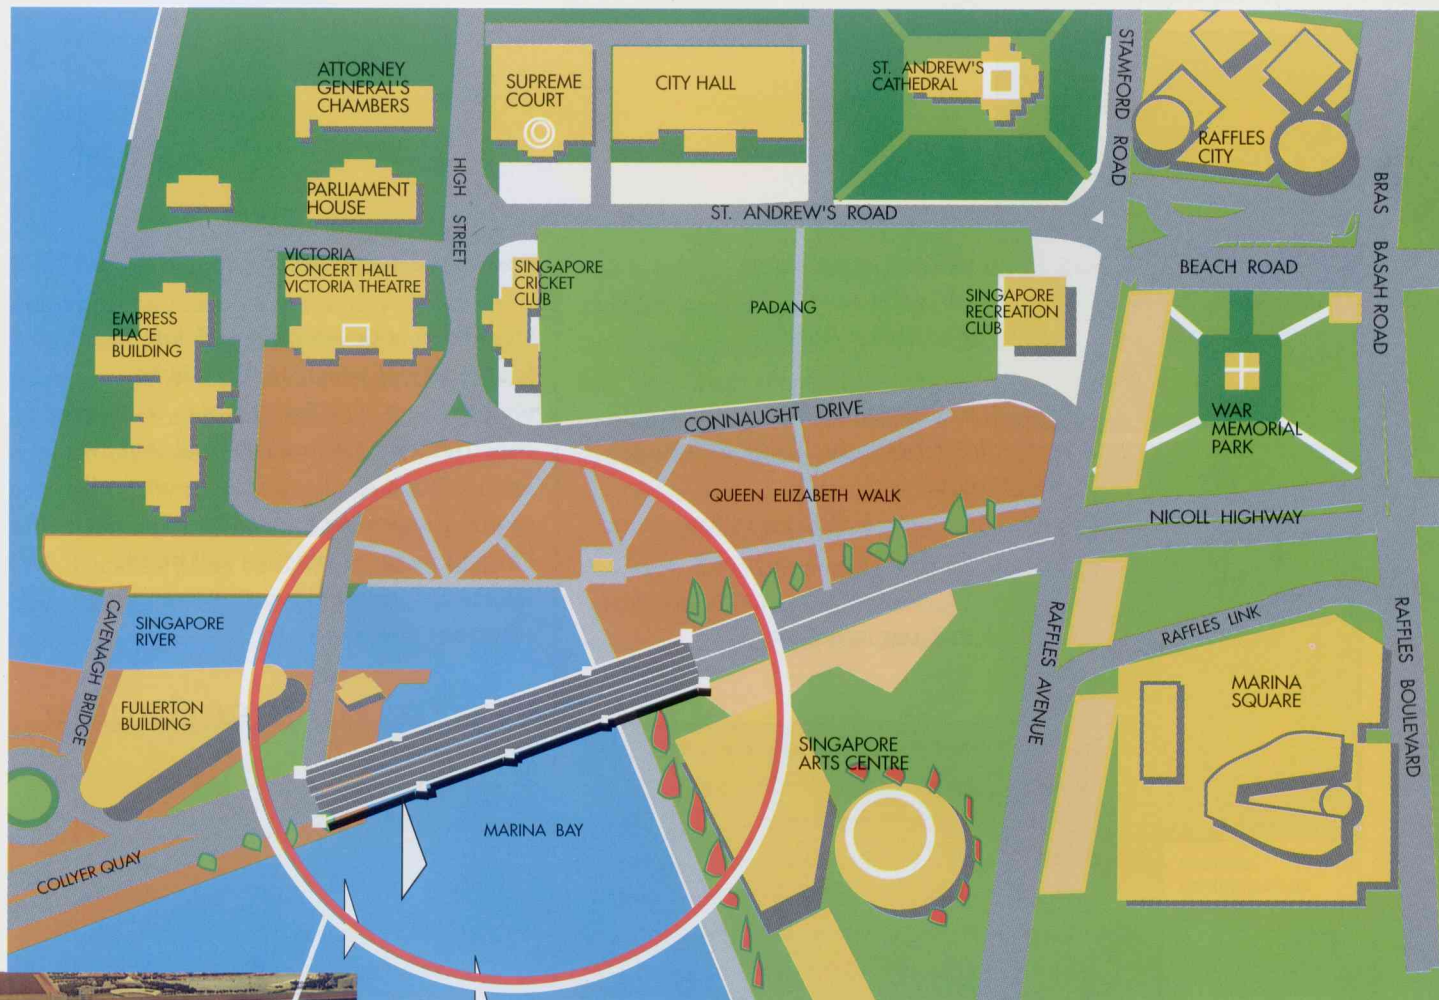 ATTORNEY
GENERAL'S
CHAMBERS
SUPREME
COURT
CITY HALL
ST. ANDREW'S
CATHEDRAL
STAMFORD ROAD
RAFFLES
CITY
PARLIAMENT
HOUSE
HIGH STREET
ST. ANDREW'S ROAD
BRAS BASAH ROAD
VICTORIA
CONCERT HALL
VICTORIA THEATRE
SINGAPORE
CRICKET
CLUB
PADANG
SINGAPORE
RECREATION
CLUB
BEACH ROAD
EMPRESS
PLACE
BUILDING
CONNAUGHT DRIVE
WAR
MEMORIAL
PARK
QUEEN ELIZABETH WALK
NICOLL HIGHWAY
CAVENAGH BRIDGE
SINGAPORE
RIVER
RAFFLES AVENUE
RAFFLES LINK
RAFFLES BOULEVARD
FULLERTON
BUILDING
MARINA
SQUARE
SINGAPORE
ARTS CENTRE
MARINA BAY
COLLYER QUAY